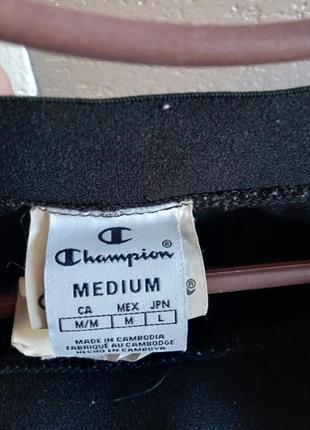 Champion®
MEDIUM
CA MEX JPN
M/M M L
MADE IN CAMBODIA
FABRIQUÉ AU CAMBODGE
HECHO EN CAMBOYA
®